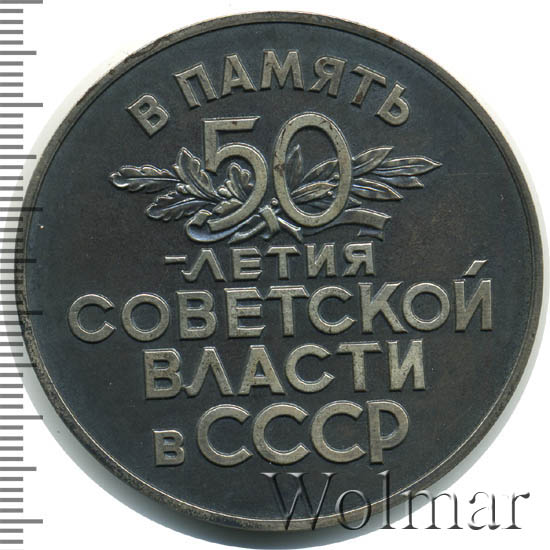 В ПАМЯТЬ
50
-ЛЕТИЯ
СОВЕТСКОЙ
ВЛАСТИ
В СССР
Wolmar